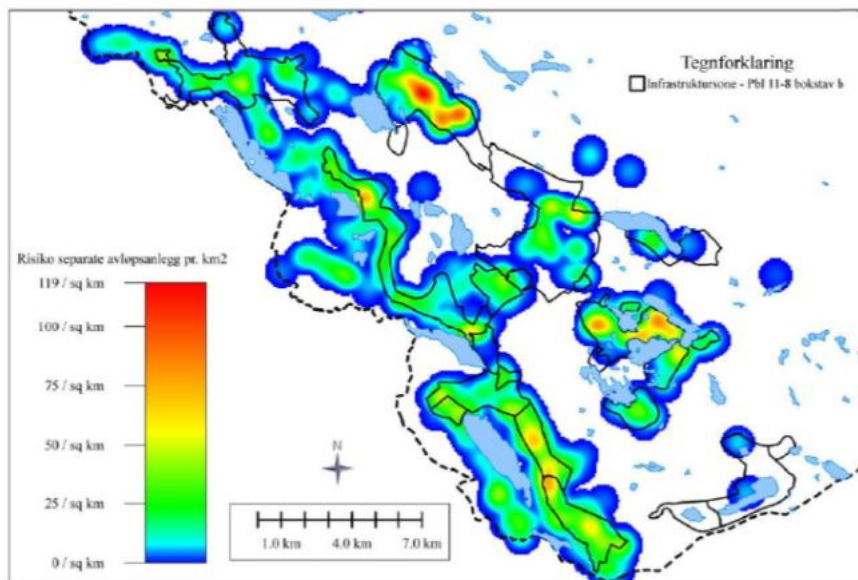 Tegnforklaring
Infrastruktursone - Pbl 11-8 bokstav b
Risiko separate avløpsanlegg pr. km2
119 / sq km
100 / sq km
75 / sq km
50 / sq km
25 / sq km
0 / sq km
N
1.0 km 4.0 km 7.0 km